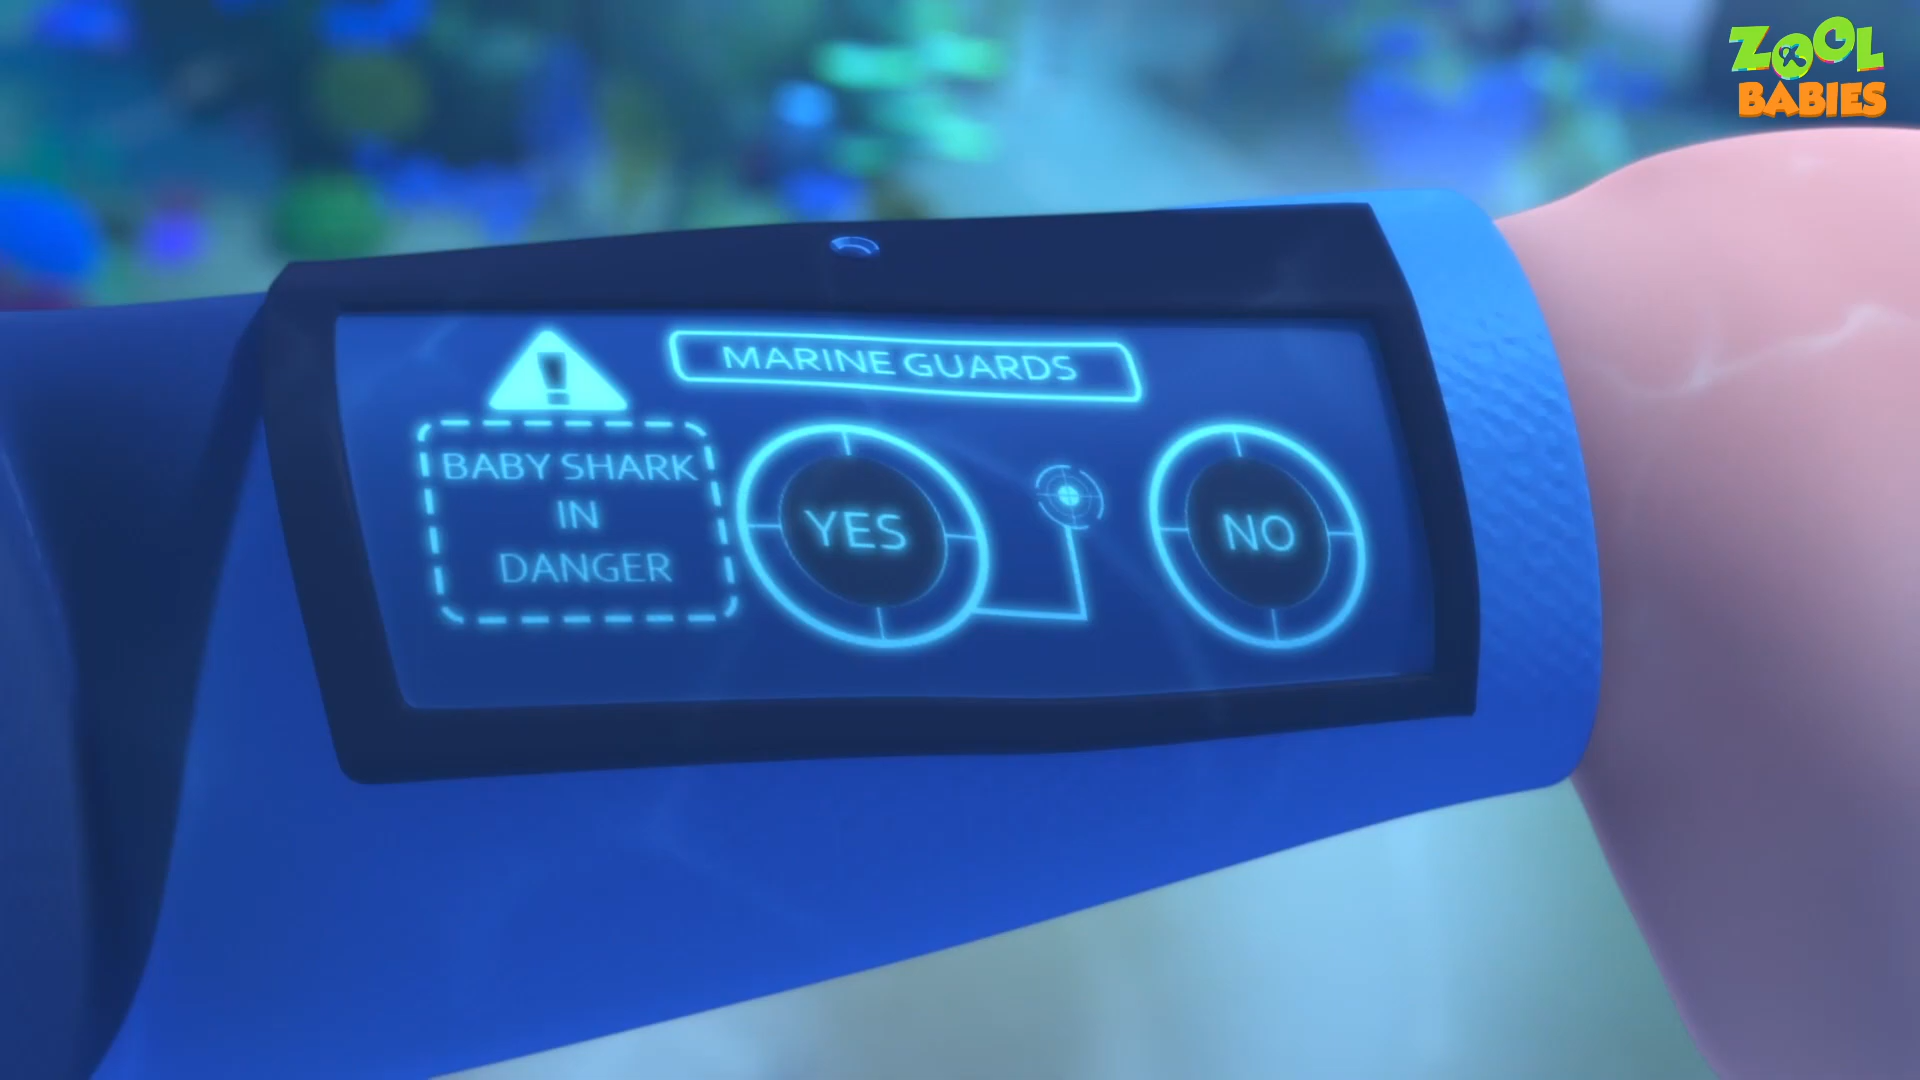 ZOOL
BABIES
MARINE GUARDS
BABY SHARK
IN
DANGER
YES
NO